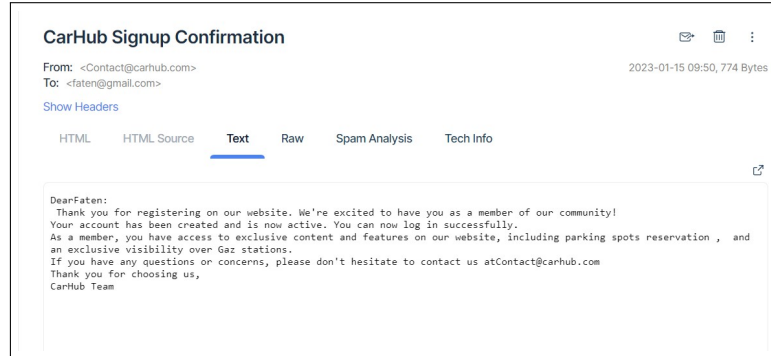 CarHub Signup Confirmation
From: <Contact@carhub.com>
2023-01-15 09:50, 774 Bytes
To: <faten@gmail.com>
Show Headers
HTML HTML Source Text Raw Spam Analysis Tech Info
DearFaten:
Thank you for registering on our website. We're excited to have you as a member of our community!
Your account has been created and is now active. You can now log in successfully.
As a member, you have access to exclusive content and features on our website, including parking spots reservation , and
an exclusive visibility over Gaz stations.
If you have any questions or concerns, please don't hesitate to contact us atContact@carhub.com
Thank you for choosing us,
CarHub Team